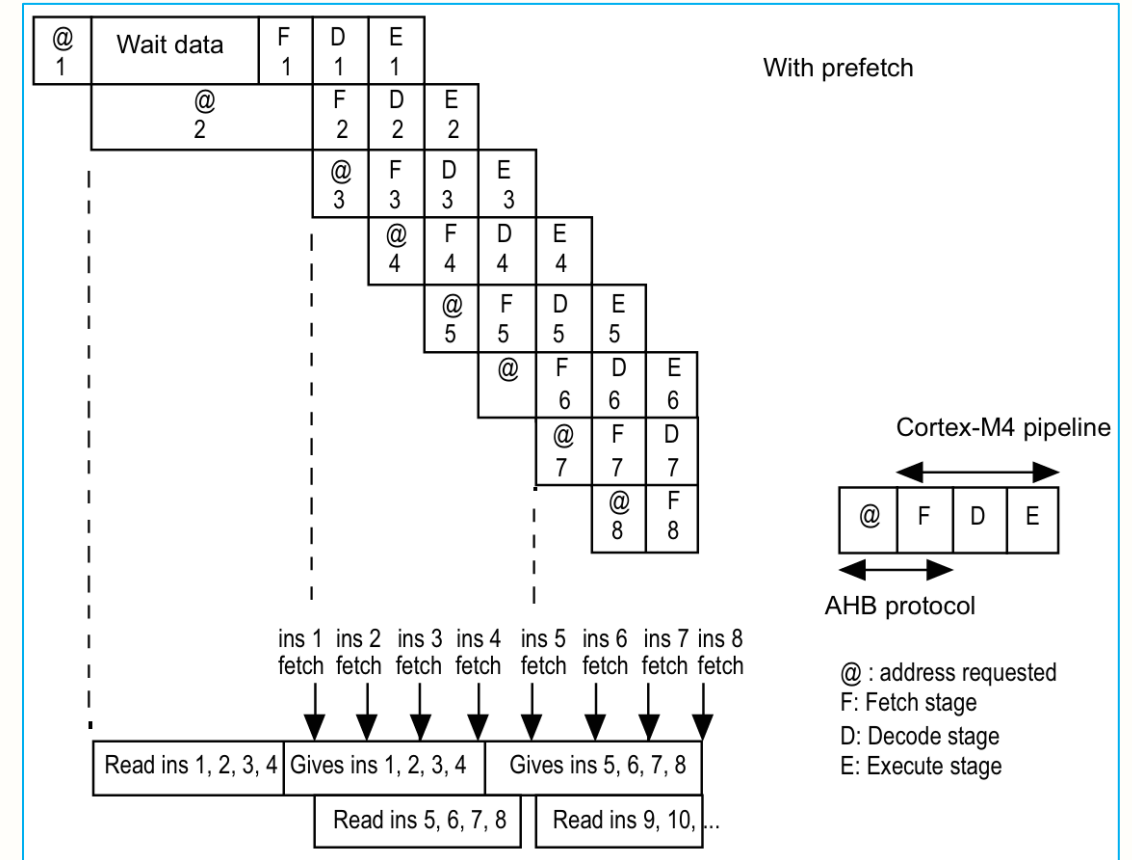 @ Wait data F D E
1 1 1 1
With prefetch
@ F D E
2 2 2 2
@ F D E
3 3 3 3
@ F D E
4 4 4 4
@ F D E
5 5 5 5
@ F D E
6 6 6
@ F D
7 7 7
Cortex-M4 pipeline
@ F
8 8
@ F D E
AHB protocol
ins 1 ins 2 ins 3 ins 4 ins 5 ins 6 ins 7 ins 8
fetch fetch fetch fetch fetch fetch fetch fetch
@ : address requested
F: Fetch stage
D: Decode stage
E: Execute stage
Read ins 1, 2, 3, 4 Gives ins 1, 2, 3, 4 Gives ins 5, 6, 7, 8
Read ins 5, 6, 7, 8 Read ins 9, 10, ...